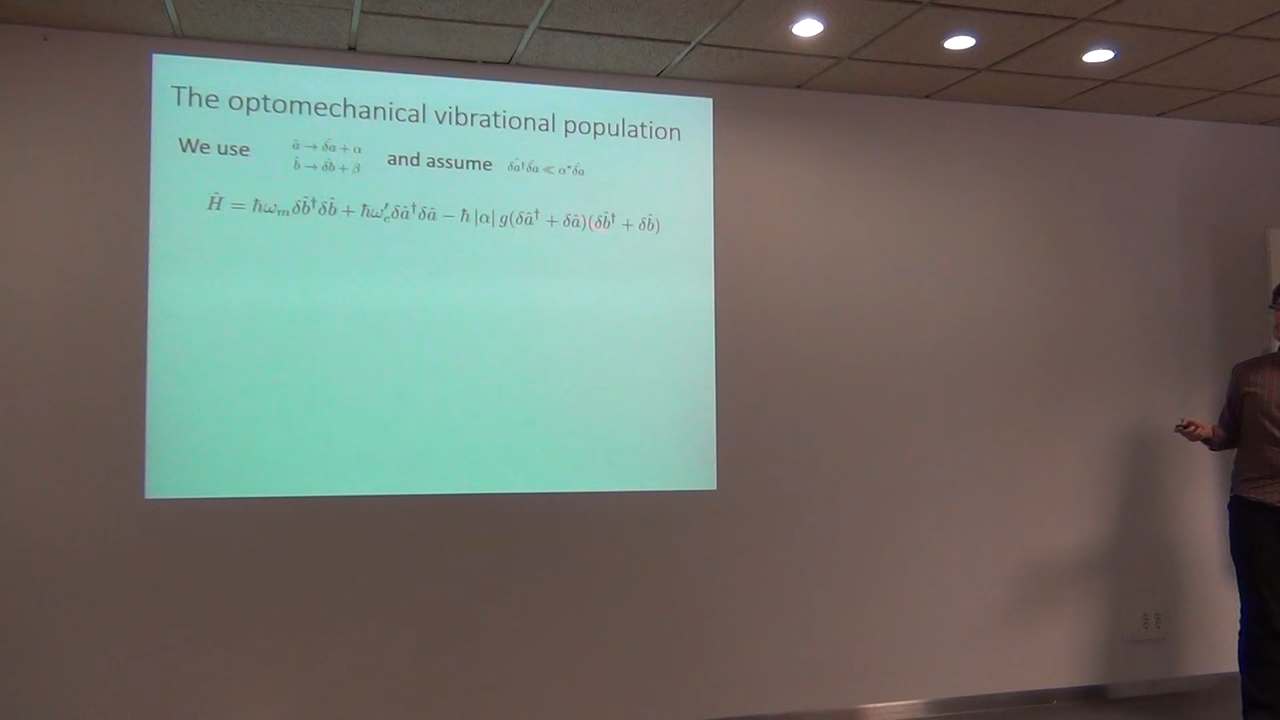 The optomechanical vibrational population
We use â → δâ + α and assume δâ†δâ ≪ α*δâ
b̂ → δb̂ + β
Ĥ = ħω_m δb̂†δb̂ + ħω′_c δâ†δâ − ħ|α|g(δâ† + δâ)(δb̂† + δb̂)